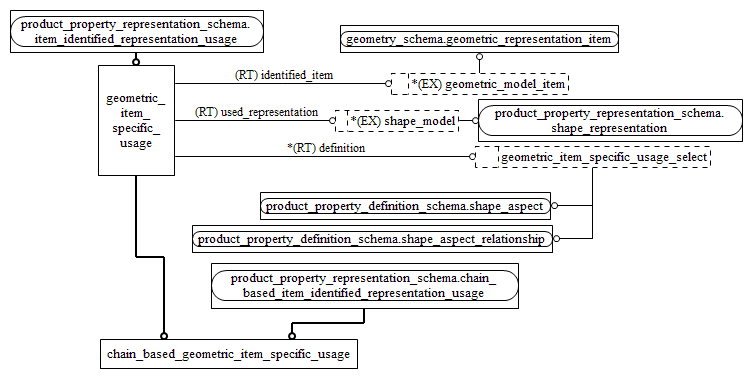 product_property_representation_schema.
item_identified_representation_usage
geometry_schema.geometric_representation_item
geometric_
item_
specific_
usage
(RT) identified_item
*(EX) geometric_model_item
(RT) used_representation
*(EX) shape_model
product_property_representation_schema.
shape_representation
*(RT) definition
geometric_item_specific_usage_select
product_property_definition_schema.shape_aspect
product_property_definition_schema.shape_aspect_relationship
product_property_representation_schema.chain_
based_item_identified_representation_usage
chain_based_geometric_item_specific_usage